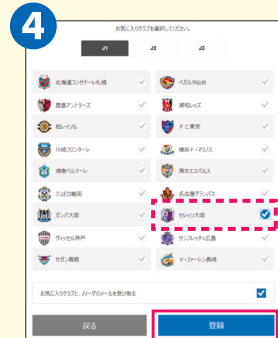 4
お気に入りクラブを選択してください。
J1 J2 J3
北海道コンサドーレ札幌 ベガルタ仙台
鹿島アントラーズ 浦和レッズ
柏レイソル FC東京
川崎フロンターレ 横浜F・マリノス
湘南ベルマーレ 清水エスパルス
ジュビロ磐田 名古屋グランパス
ガンバ大阪 セレッソ大阪
ヴィッセル神戸 サンフレッチェ広島
サガン鳥栖 V・ファーレン長崎
お気に入りクラブと、Jリーグのメールを受け取る
戻る 登録